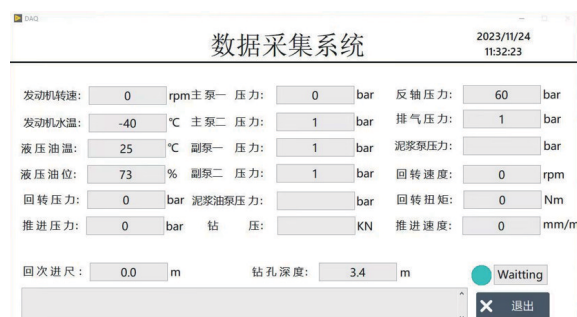 DAQ
数据采集系统
2023/11/24
11:32:23
发动机转速: 0 rpm 主泵一 压力: 0 bar 反轴压力: 60 bar
发动机水温: -40 ℃ 主泵二 压力: 1 bar 排气压力: 1 bar
液压油温: 25 ℃ 副泵一 压力: 1 bar 泥浆泵压力: bar
液压油位: 73 % 副泵二 压力: 1 bar 回转速度: 0 rpm
回转压力: 0 bar 泥浆油泵压力: bar 回转扭矩: 0 Nm
推进压力: 0 bar 钻 压: KN 推进速度: 0 mm/m
回次进尺: 0.0 m 钻孔深度: 3.4 m Waitting
退出